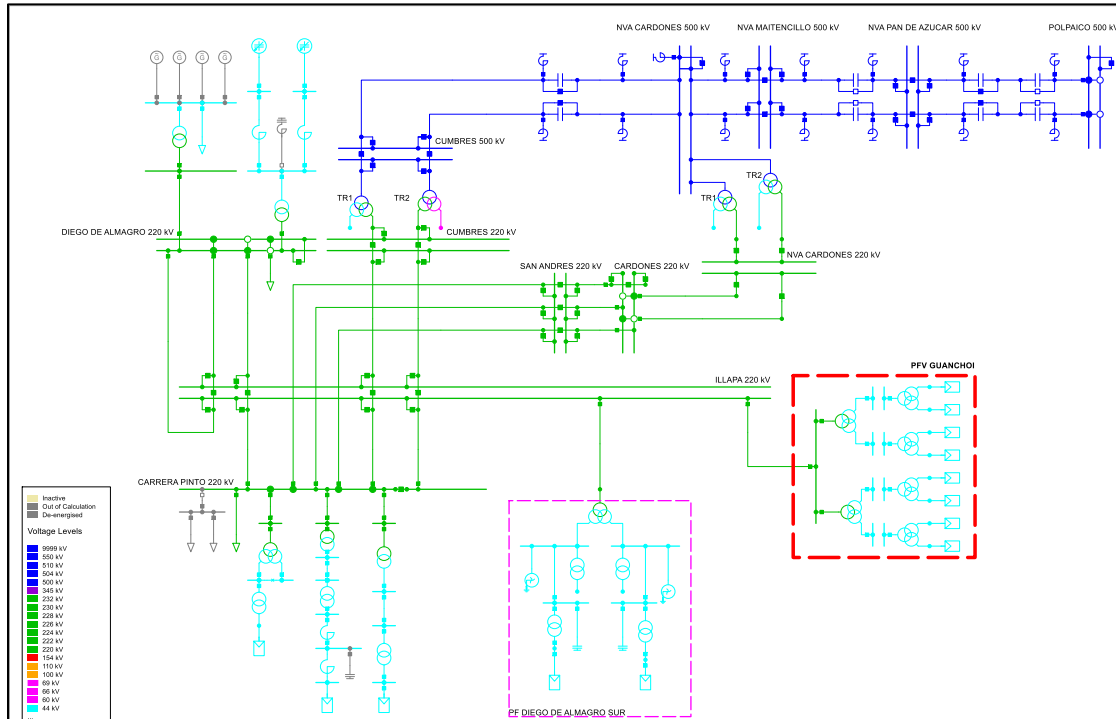 NVA CARDONES 500 kV
NVA MAITENCILLO 500 kV
NVA PAN DE AZUCAR 500 kV
POLPAICO 500 kV
G
G
G
G
CUMBRES 500 kV
TR1
TR2
TR1
TR2
DIEGO DE ALMAGRO 220 kV
CUMBRES 220 kV
NVA CARDONES 220 kV
SAN ANDRES 220 kV
CARDONES 220 kV
ILLAPA 220 kV
PFV GUANCHOI
CARRERA PINTO 220 kV
PF DIEGO DE ALMAGRO SUR
Inactive
Out of Calculation
De-energised
Voltage Levels
9999 kV
550 kV
510 kV
504 kV
500 kV
345 kV
232 kV
230 kV
228 kV
226 kV
224 kV
222 kV
220 kV
154 kV
110 kV
100 kV
69 kV
66 kV
60 kV
44 kV
...